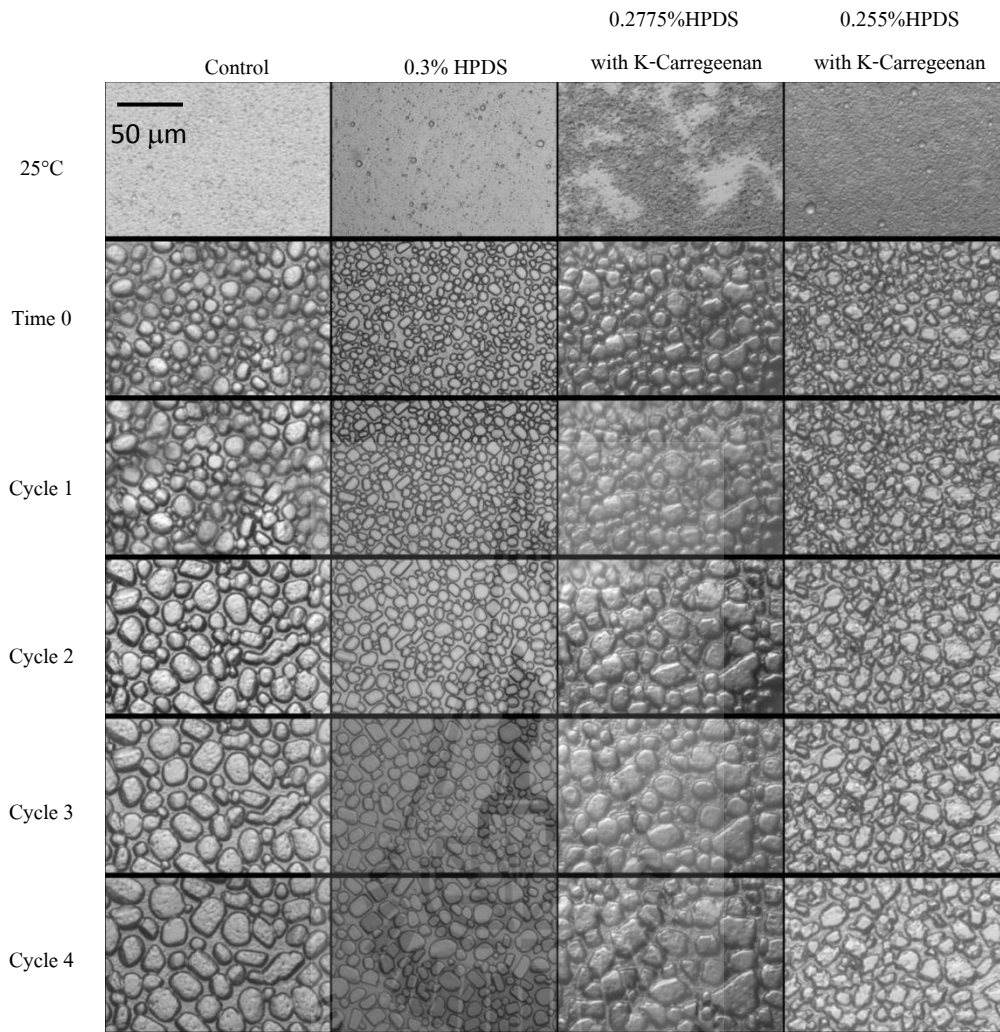 0.2775%HPDS
with K-Carregeenan
0.255%HPDS
with K-Carregeenan
Control
0.3% HPDS
50 μm
25°C
Time 0
Cycle 1
Cycle 2
Cycle 3
Cycle 4